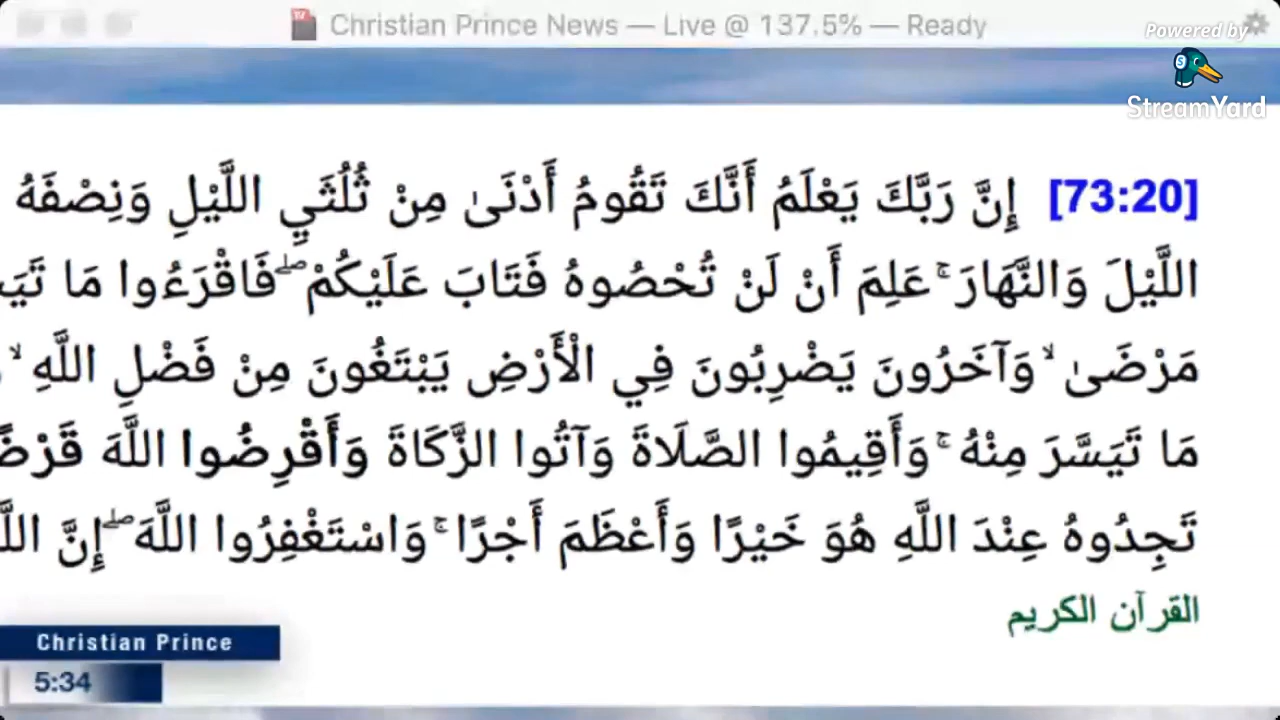 Christian Prince News — Live @ 137.5% — Ready
Powered by
StreamYard
[73:20] إِنَّ رَبَّكَ يَعْلَمُ أَنَّكَ تَقُومُ أَدْنَىٰ مِنْ ثُلُثَيِ اللَّيْلِ وَنِصْفَهُ
اللَّيْلَ وَالنَّهَارَ ۚ عَلِمَ أَنْ لَنْ تُحْصُوهُ فَتَابَ عَلَيْكُمْ ۖ فَاقْرَءُوا مَا
مَرْضَىٰ ۙ وَآخَرُونَ يَضْرِبُونَ فِي الْأَرْضِ يَبْتَغُونَ مِنْ فَضْلِ اللَّهِ ۙ
مَا تَيَسَّرَ مِنْهُ ۚ وَأَقِيمُوا الصَّلَاةَ وَآتُوا الزَّكَاةَ وَأَقْرِضُوا اللَّهَ
تَجِدُوهُ عِنْدَ اللَّهِ هُوَ خَيْرًا وَأَعْظَمَ أَجْرًا ۚ وَاسْتَغْفِرُوا اللَّهَ ۖ إِنَّ
القرآن الكريم
Christian Prince
5:34